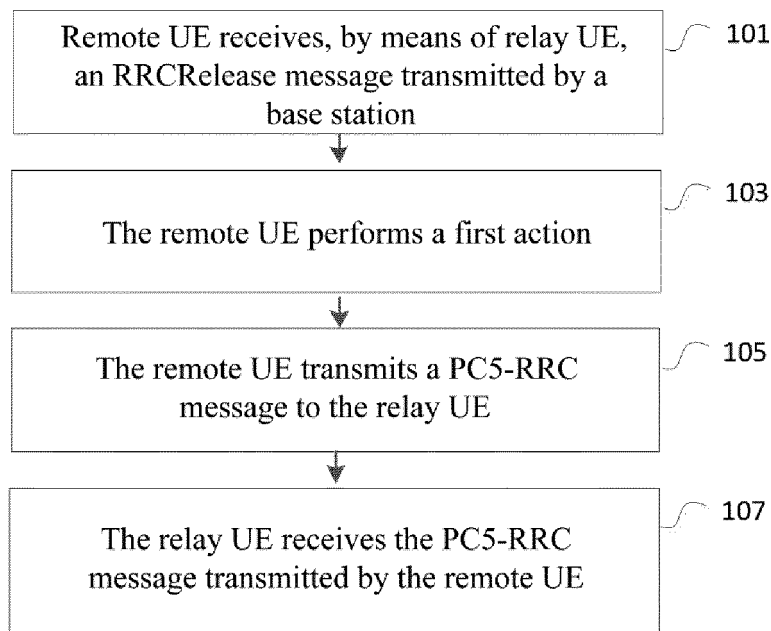 Remote UE receives, by means of relay UE,
an RRCRelease message transmitted by a
base station
101
The remote UE performs a first action
103
The remote UE transmits a PC5-RRC
message to the relay UE
105
The relay UE receives the PC5-RRC
message transmitted by the remote UE
107